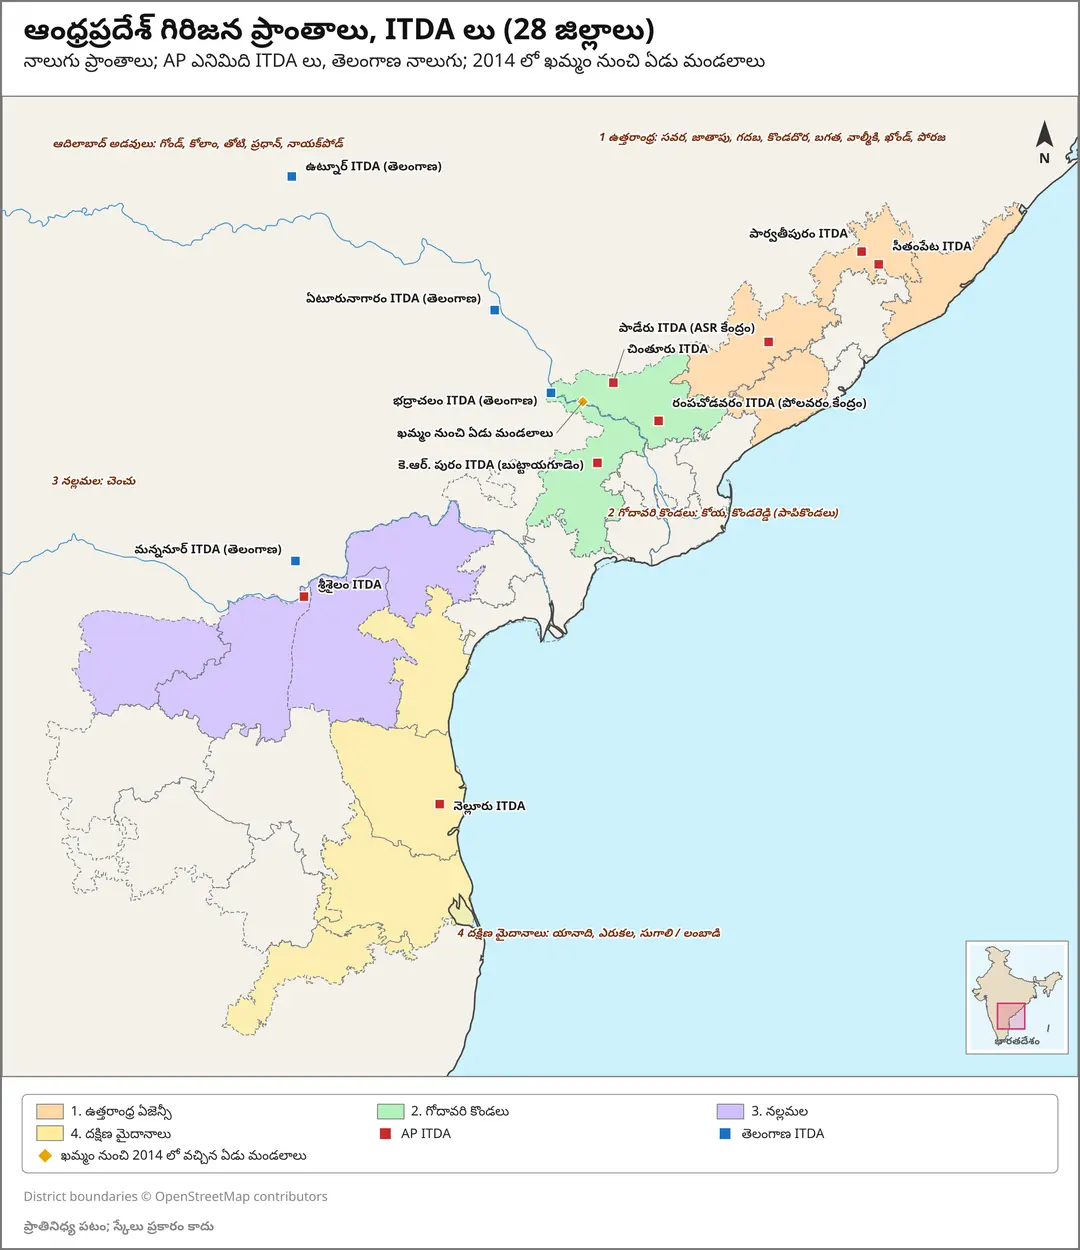 ఆంధ్రప్రదేశ్ గిరిజన ప్రాంతాలు, ITDA లు (28 జిల్లాలు)
నాలుగు ప్రాంతాలు; AP ఎనిమిది ITDA లు, తెలంగాణ నాలుగు; 2014 లో ఖమ్మం నుంచి ఏడు మండలాలు
1 ఉత్తరాంధ్ర: సవర, జాతాపు, గదబ, కొండదొర, బగత, వాల్మీకి, ఖోండ్, పోరజ
ఆదిలాబాద్ అడవులు: గోండ్, కోలాం, తోటి, ప్రధాన్, నాయక్‌పోడ్
N
ఉట్నూర్ ITDA (తెలంగాణ)
పార్వతీపురం ITDA
సీతంపేట ITDA
ఏటూరునాగారం ITDA (తెలంగాణ)
పాడేరు ITDA (ASR కేంద్రం)
చింతూరు ITDA
భద్రాచలం ITDA (తెలంగాణ)
రంపచోడవరం ITDA (పోలవరం కేంద్రం)
ఖమ్మం నుంచి ఏడు మండలాలు
కె.ఆర్. పురం ITDA (బుట్టాయగూడెం)
3 నల్లమల: చెంచు
2 గోదావరి కొండలు: కోయ, కొండరెడ్డి (పాపికొండలు)
మన్ననూర్ ITDA (తెలంగాణ)
శ్రీశైలం ITDA
నెల్లూరు ITDA
4 దక్షిణ మైదానాలు: యానాది, ఎరుకల, సుగాలి / లంబాడి
భారతదేశం
1. ఉత్తరాంధ్ర ఏజెన్సీ
2. గోదావరి కొండలు
3. నల్లమల
4. దక్షిణ మైదానాలు
AP ITDA
తెలంగాణ ITDA
ఖమ్మం నుంచి 2014 లో వచ్చిన ఏడు మండలాలు
District boundaries © OpenStreetMap contributors
ప్రాతినిధ్య పటం; స్కేలు ప్రకారం కాదు